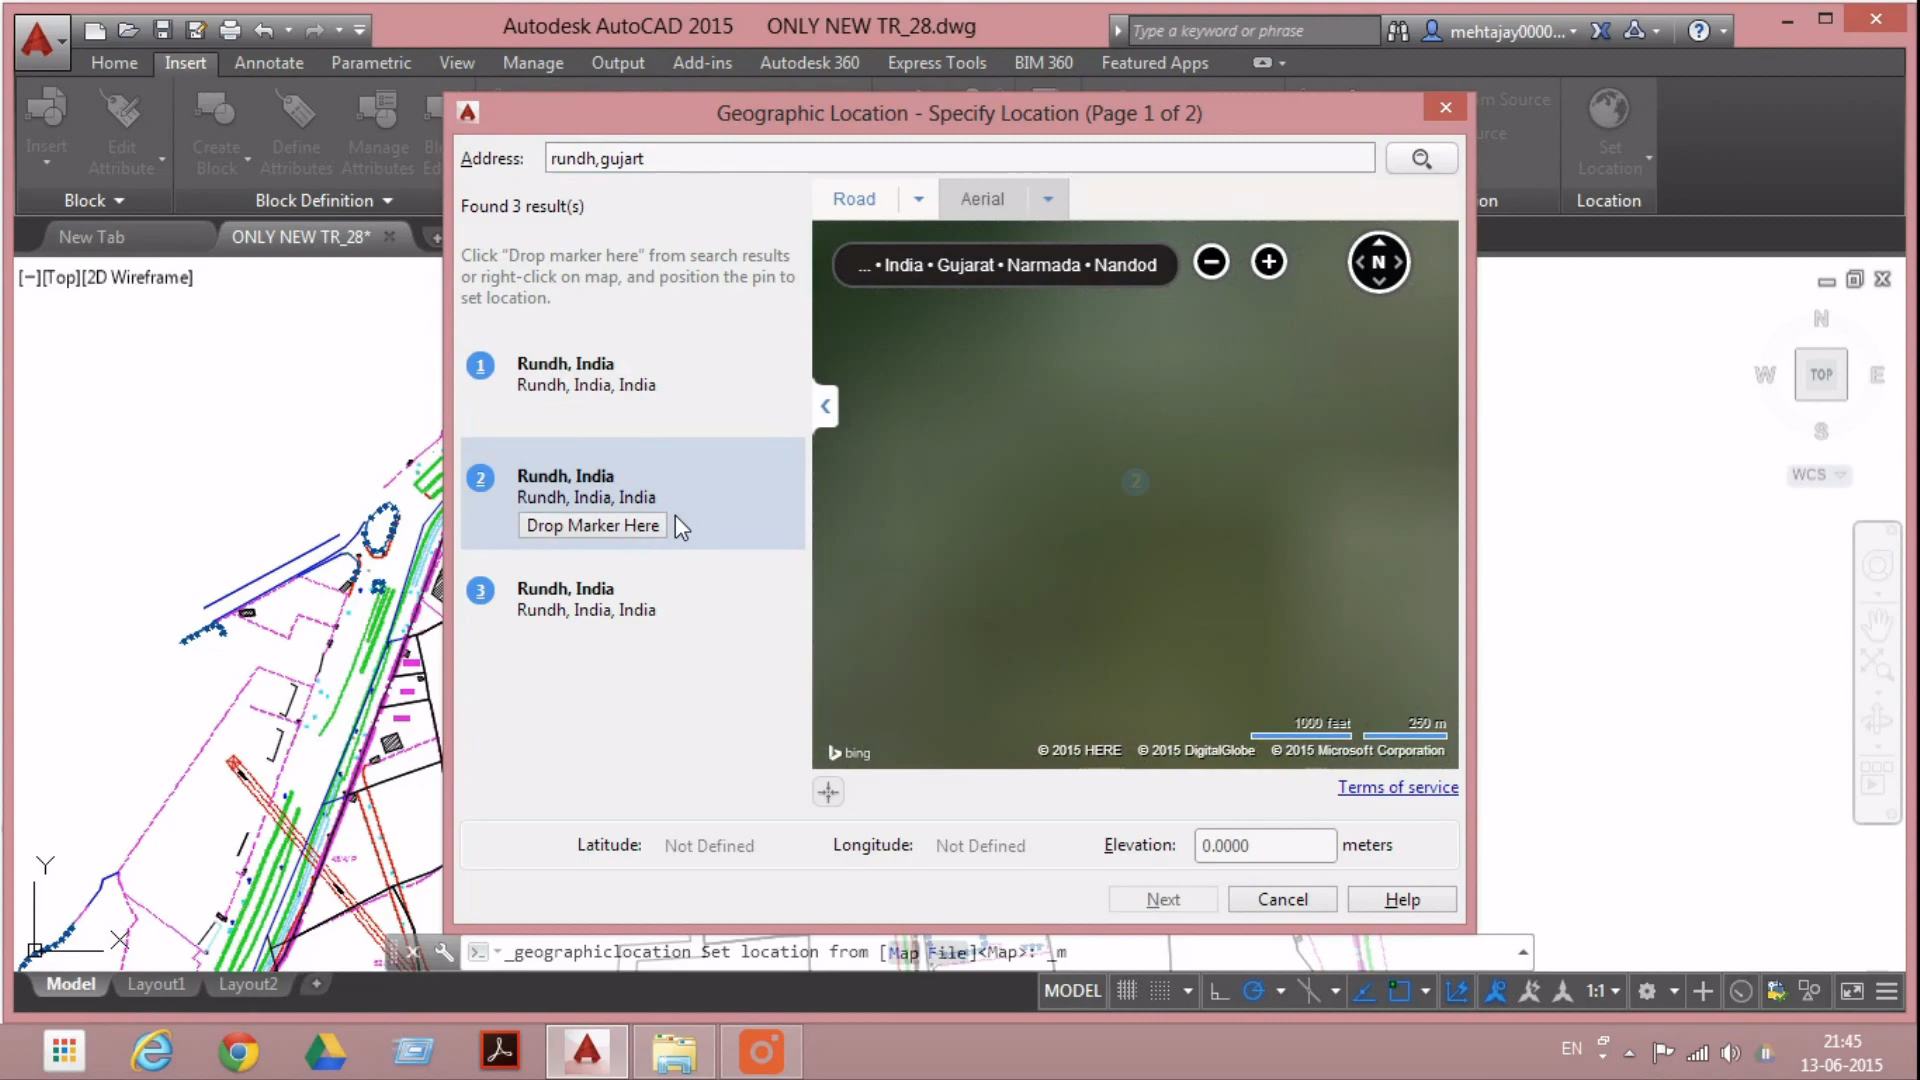 Autodesk AutoCAD 2015 ONLY NEW TR_28.dwg
Type a keyword or phrase
mehtajay0000...
Home Insert Annotate Parametric View Manage Output Add-ins Autodesk 360 Express Tools BIM 360 Featured Apps
Insert
Edit Attribute
Create Block
Define Attributes
Manage Attributes
Set Location
Block
Block Definition
Location
New Tab
ONLY NEW TR_28*
[−][Top][2D Wireframe]
Geographic Location - Specify Location (Page 1 of 2)
Address: rundh,gujart
Found 3 result(s)
Click "Drop marker here" from search results
or right-click on map, and position the pin to
set location.
1 Rundh, India
Rundh, India, India
2 Rundh, India
Rundh, India, India
Drop Marker Here
3 Rundh, India
Rundh, India, India
Road Aerial
... • India • Gujarat • Narmada • Nandod
N
2
1000 feet 250 m
bing
© 2015 HERE © 2015 DigitalGlobe © 2015 Microsoft Corporation
Terms of service
Latitude: Not Defined Longitude: Not Defined Elevation: 0.0000 meters
Next Cancel Help
N
W TOP E
S
WCS
Y
X
_geographiclocation Set location from [Map File]<Map>: _m
Model Layout1 Layout2
MODEL 1:1
EN
21:45
13-06-2015